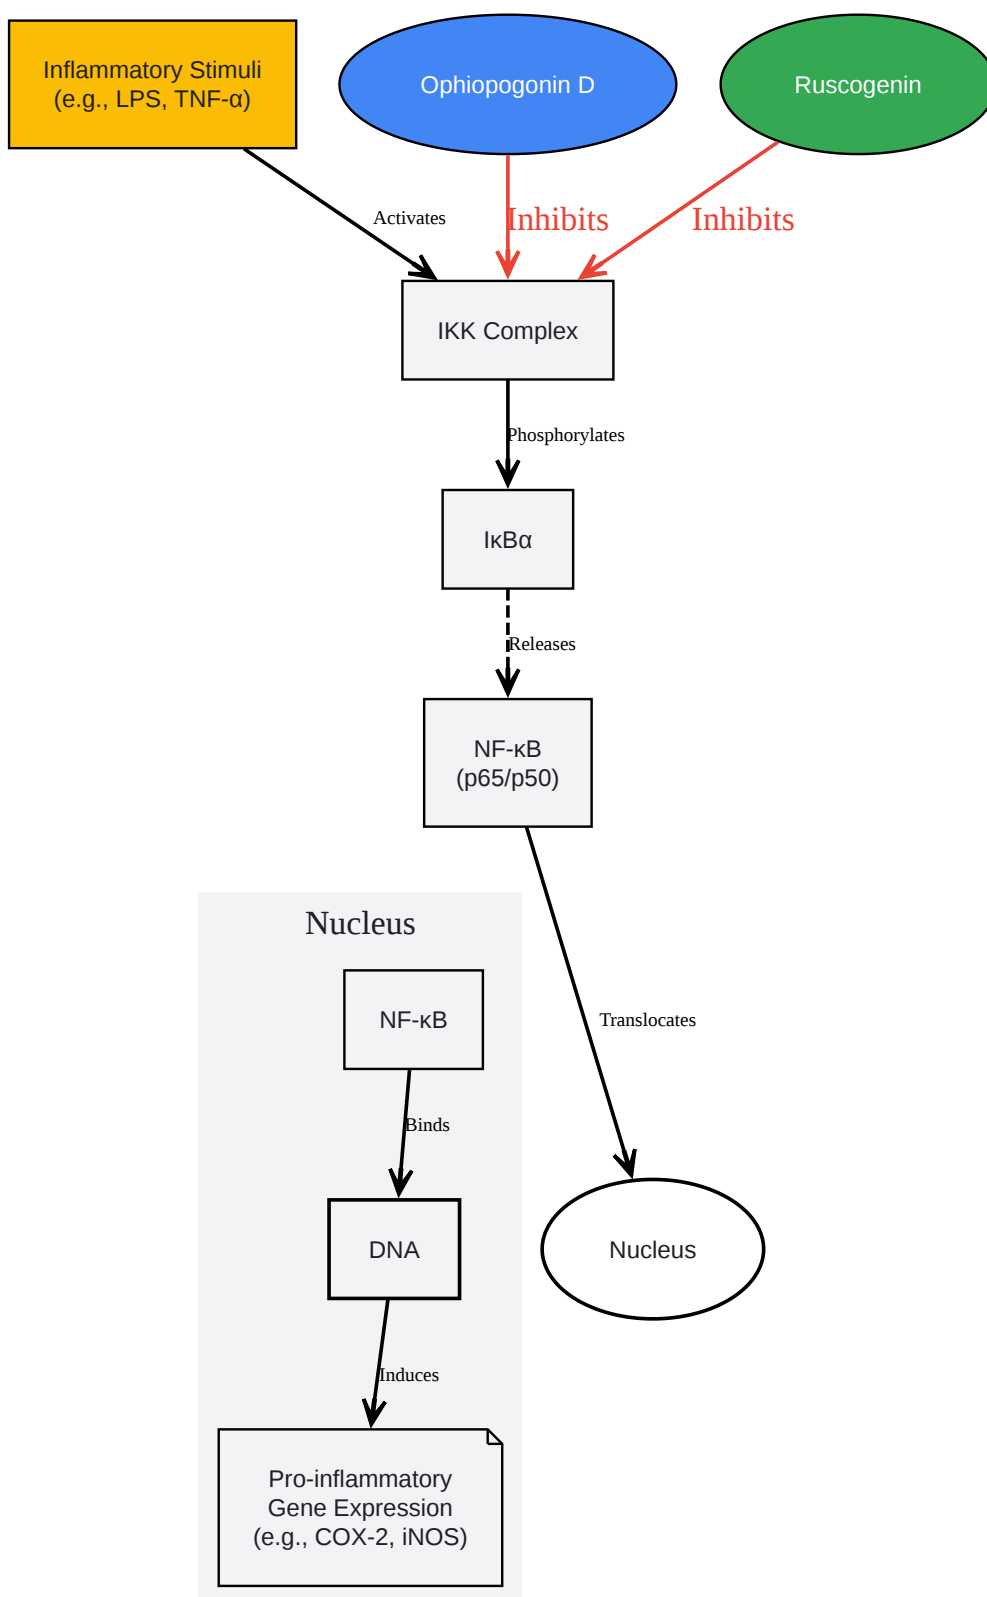 Inflammatory Stimuli
(e.g., LPS, TNF-α)
Ophiopogonin D
Ruscogenin
Activates
Inhibits
Inhibits
IKK Complex
Phosphorylates
IκBα
Releases
NF-κB
(p65/p50)
Nucleus
NF-κB
Translocates
Binds
DNA
Nucleus
Induces
Pro-inflammatory
Gene Expression
(e.g., COX-2, iNOS)